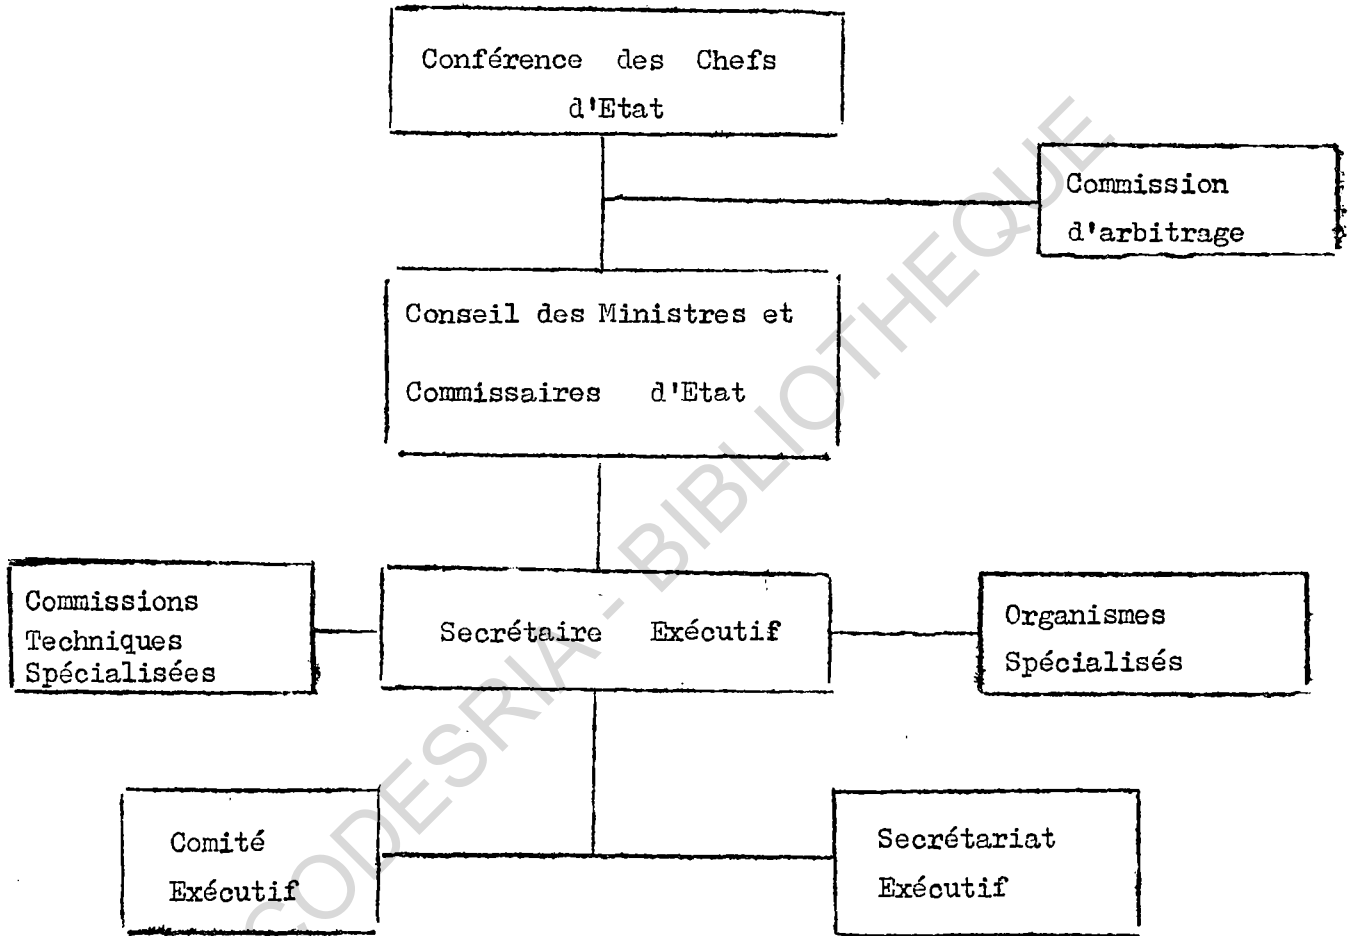 Conférence des Chefs
d'Etat
Commission
d'arbitrage
Conseil des Ministres et
Commissaires d'Etat
Commissions
Techniques
Spécialisées
Secrétaire Exécutif
Organismes
Spécialisés
Comité
Exécutif
Secrétariat
Exécutif
CODESRIA - BIBLIOTHEQUE